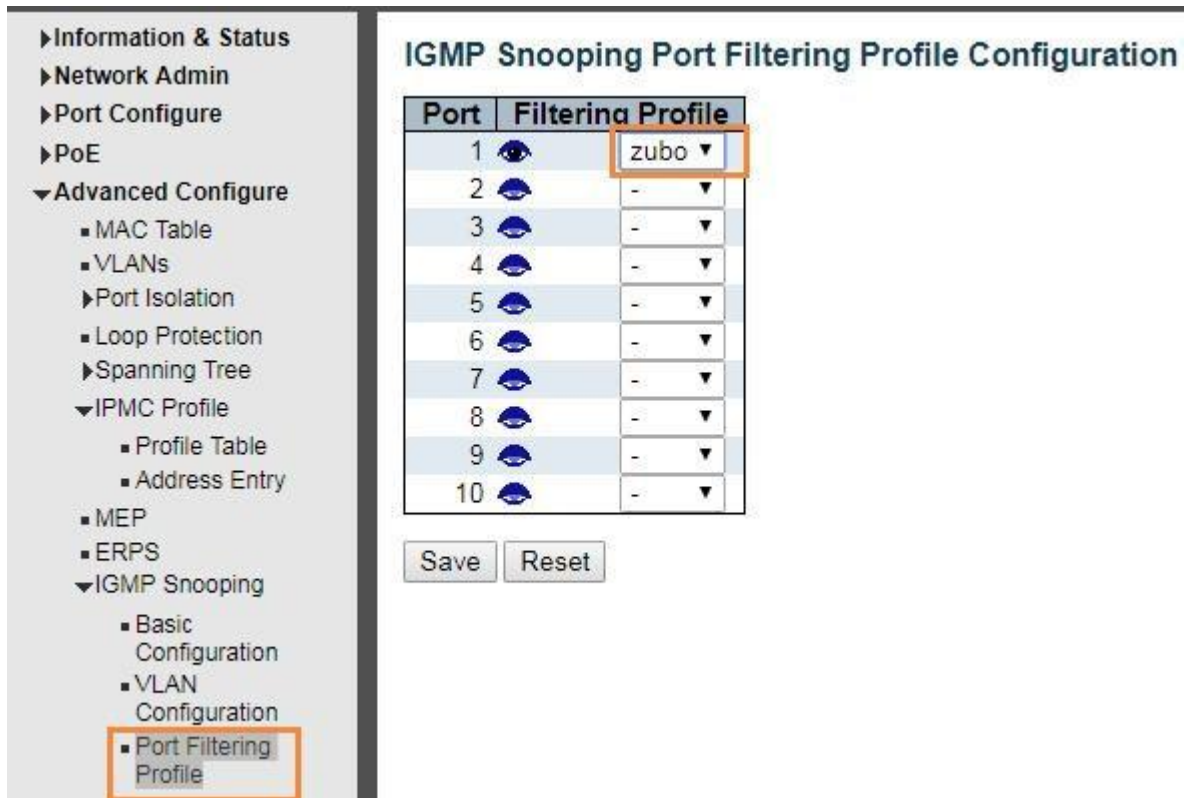 Information & Status
Network Admin
Port Configure
PoE
Advanced Configure
MAC Table
VLANs
Port Isolation
Loop Protection
Spanning Tree
IPMC Profile
Profile Table
Address Entry
MEP
ERPS
IGMP Snooping
Basic
Configuration
VLAN
Configuration
Port Filtering
Profile
IGMP Snooping Port Filtering Profile Configuration
Port Filtering Profile
1 zubo
2 -
3 -
4 -
5 -
6 -
7 -
8 -
9 -
10 -
Save Reset